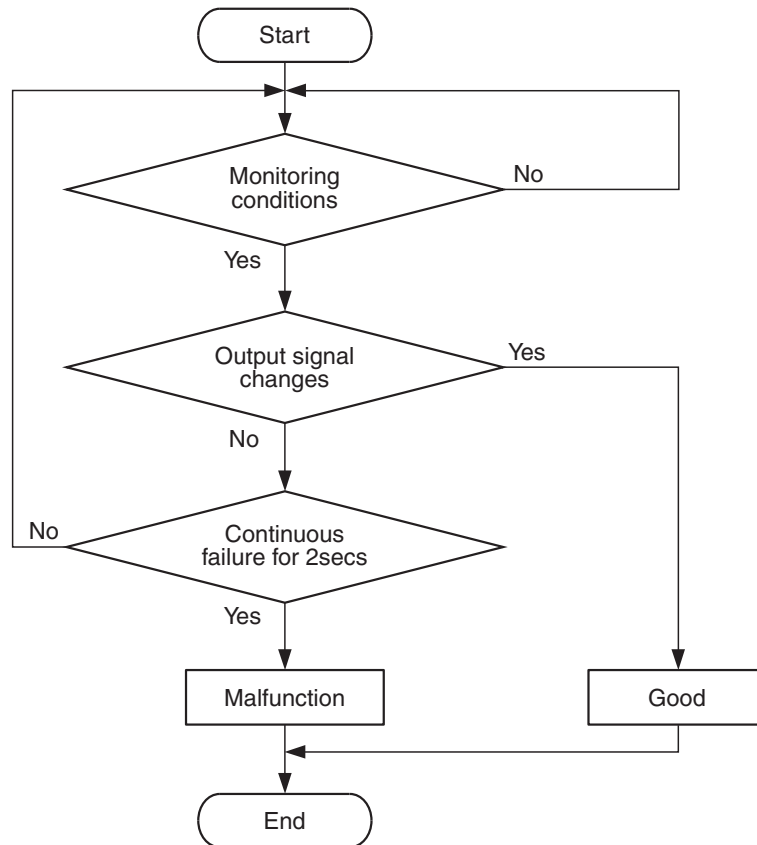 Start
Monitoring
conditions
No
Yes
Output signal
changes
Yes
No
Continuous
failure for 2secs
No
Yes
Malfunction
Good
End